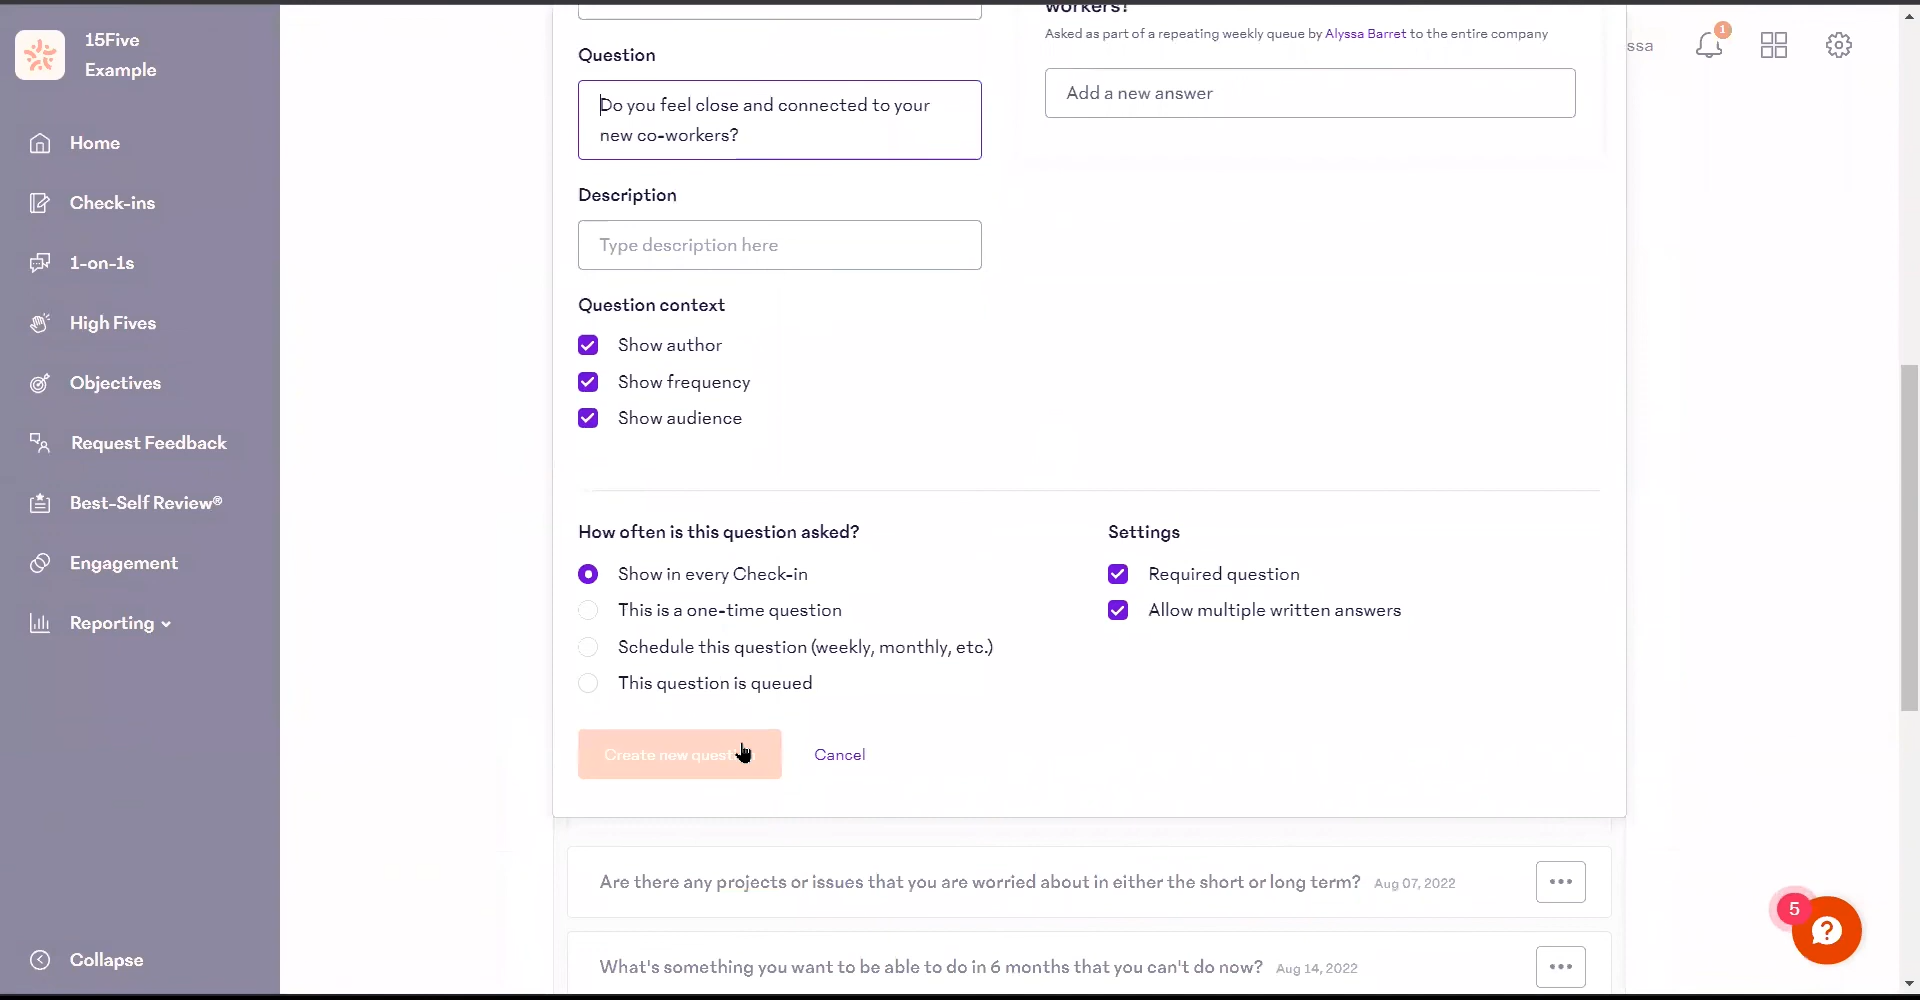 15Five
Example
Home
Check-ins
1-on-1s
High Fives
Objectives
Request Feedback
Best-Self Review®
Engagement
Reporting
Collapse
Question
Do you feel close and connected to your
new co-workers?
Description
Type description here
Question context
Show author
Show frequency
Show audience
workers?
Asked as part of a repeating weekly queue by Alyssa Barret to the entire company
Add a new answer
ssa
1
How often is this question asked?
Show in every Check-in
This is a one-time question
Schedule this question (weekly, monthly, etc.)
This question is queued
Settings
Required question
Allow multiple written answers
Create new quest
Cancel
Are there any projects or issues that you are worried about in either the short or long term? Aug 07, 2022
What's something you want to be able to do in 6 months that you can't do now? Aug 14, 2022
5